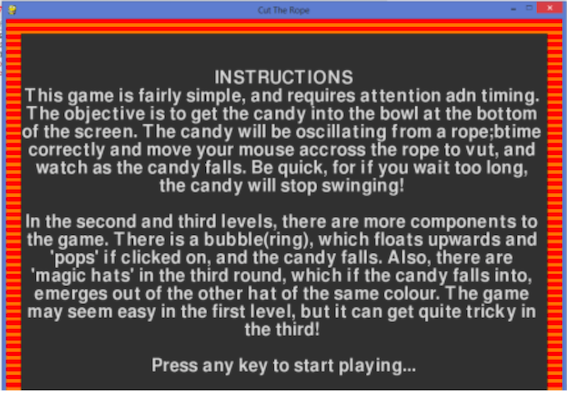 Cut The Rope
INSTRUCTIONS
This game is fairly simple, and requires attention adn timing.
The objective is to get the candy into the bowl at the bottom
of the screen. The candy will be oscillating from a rope;btime
correctly and move your mouse accross the rope to vut, and
watch as the candy falls. Be quick, for if you wait too long,
the candy will stop swinging!
In the second and third levels, there are more components to
the game. There is a bubble(ring), which floats upwards and
'pops' if clicked on, and the candy falls. Also, there are
'magic hats' in the third round, which if the candy falls into,
emerges out of the other hat of the same colour. The game
may seem easy in the first level, but it can get quite tricky in
the third!
Press any key to start playing...